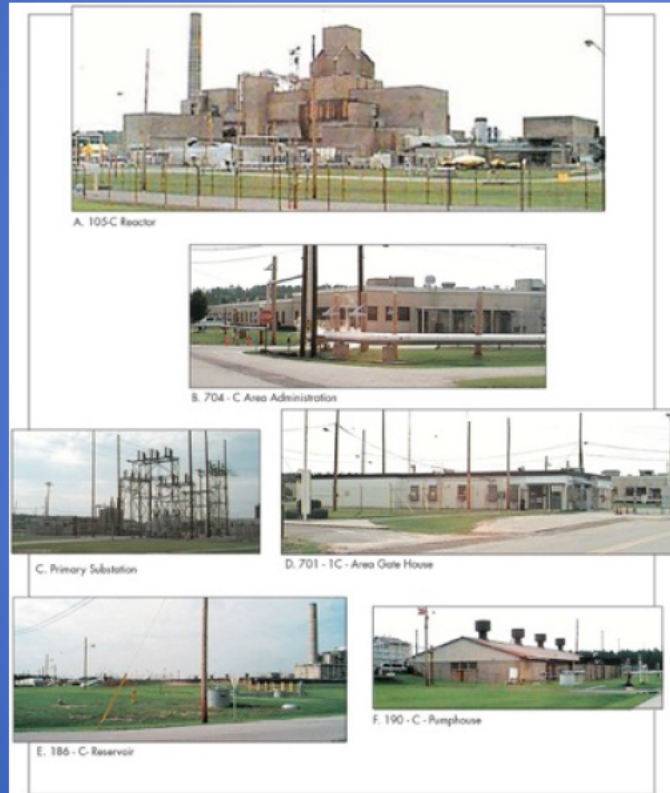 A. 105-C Reactor
B. 704 - C Area Administration
C. Primary Substation
D. 701 - 1C - Area Gate House
E. 186 - C- Reservoir
F. 190 - C - Pumphouse